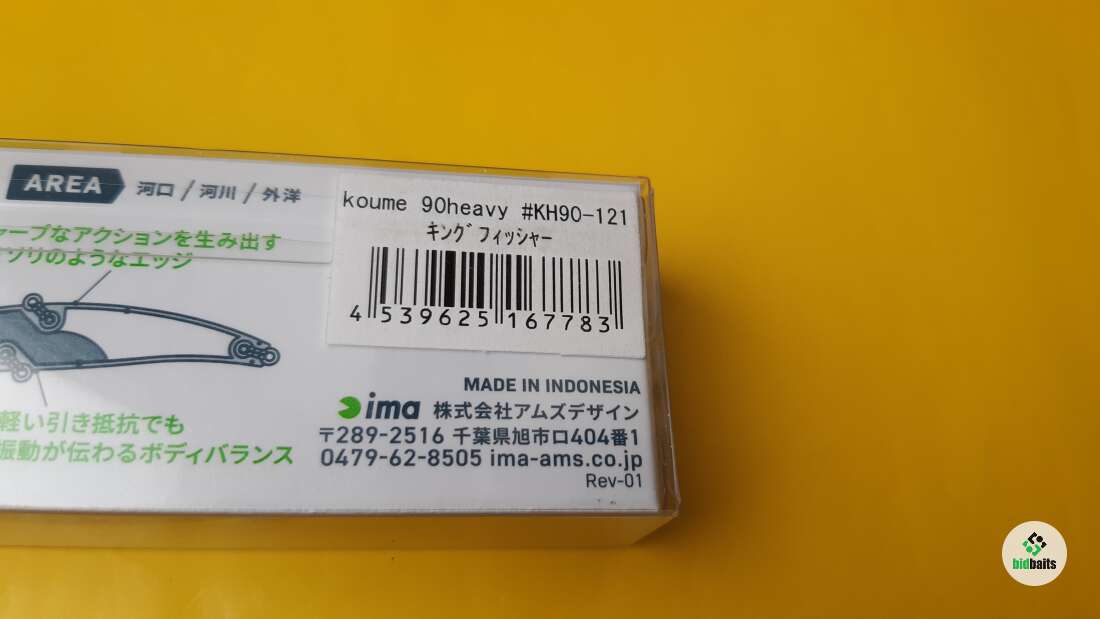 AREA 河口 / 河川 / 外洋
ープなアクションを生み出す
ソリのようなエッジ
koume 90heavy #KH90-121
ｷﾝｸﾞﾌｨｯｼｬｰ
4 539625 167783
軽い引き抵抗でも
振動が伝わるボディバランス
MADE IN INDONESIA
ima 株式会社アムズデザイン
〒289-2516 千葉県旭市ロ404番1
0479-62-8505 ima-ams.co.jp
Rev-01
bidbaits